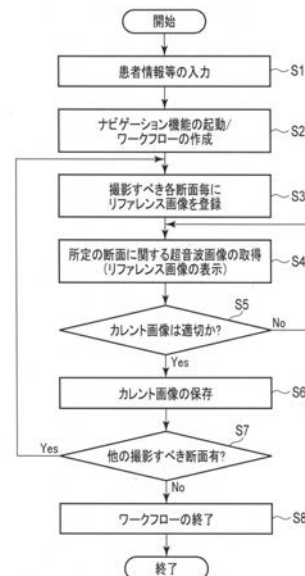 開始
患者情報等の入力
S1
ナビゲーション機能の起動/
ワークフローの作成
S2
撮影すべき各断面毎に
リファレンス画像を登録
S3
所定の断面に関する超音波画像の取得
(リファレンス画像の表示)
S4
S5
カレント画像は適切か?
No
Yes
カレント画像の保存
S6
S7
Yes
他の撮影すべき断面有?
No
ワークフローの終了
S8
終了